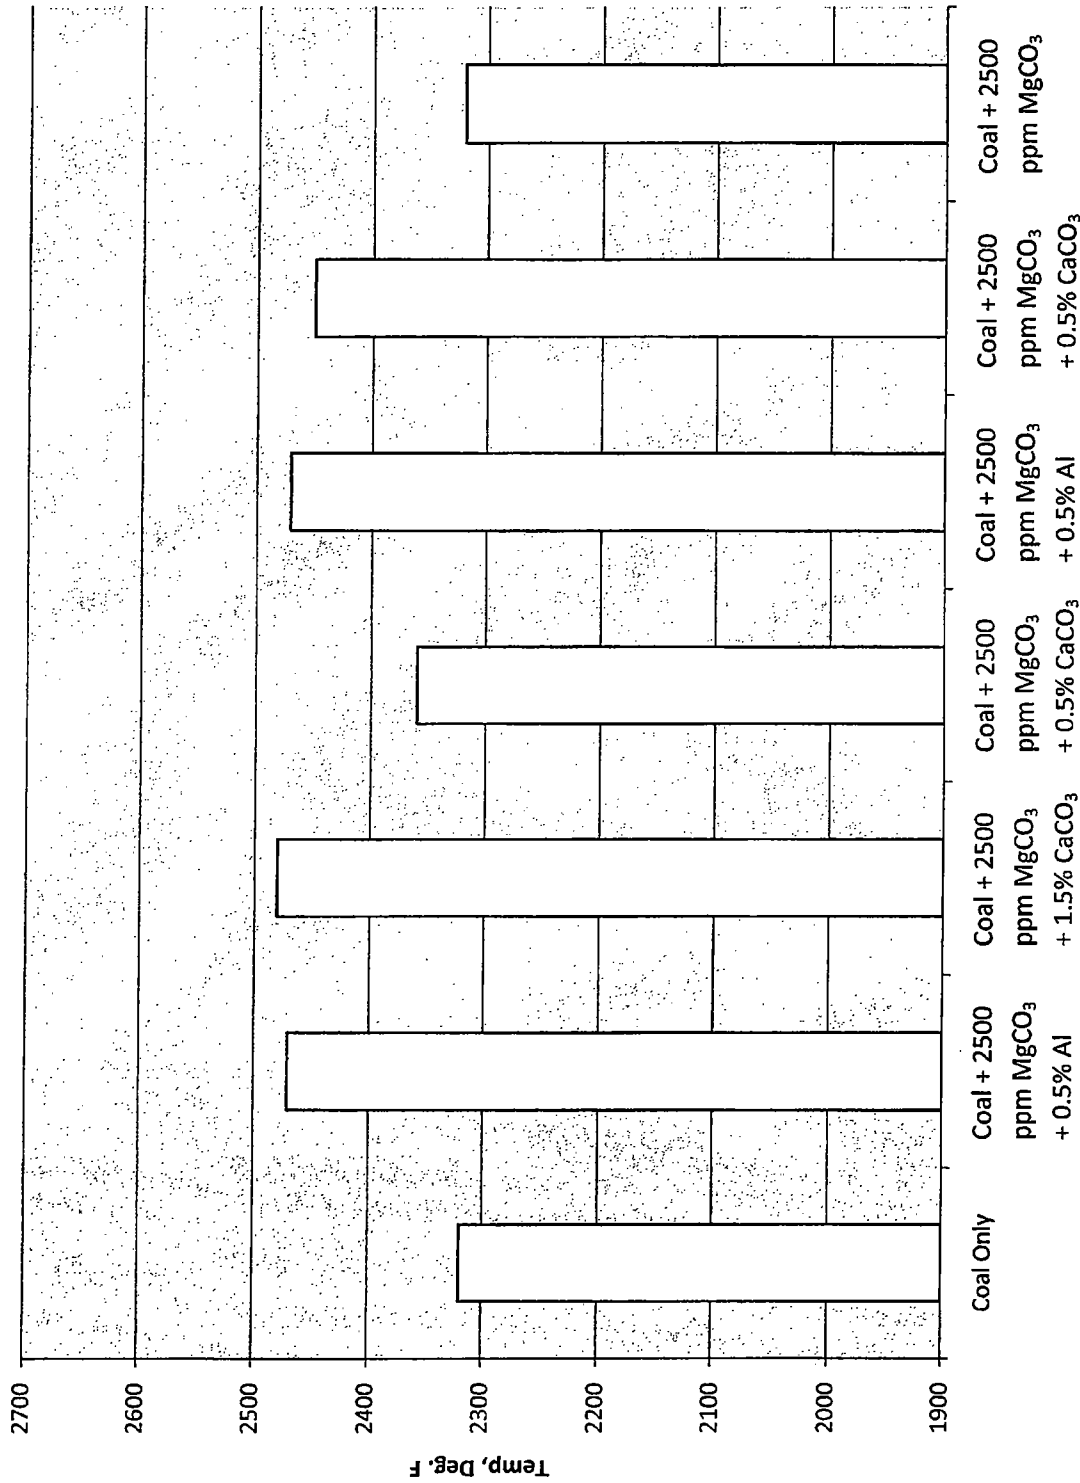 2700
2600
2500
2400
2300
2200
2100
2000
1900
Temp, Deg. F
Coal Only
Coal + 2500
ppm MgCO₃
+ 0.5% Al
Coal + 2500
ppm MgCO₃
+ 1.5% CaCO₃
Coal + 2500
ppm MgCO₃
+ 0.5% CaCO₃
Coal + 2500
ppm MgCO₃
+ 0.5% Al
Coal + 2500
ppm MgCO₃
+ 0.5% CaCO₃
Coal + 2500
ppm MgCO₃